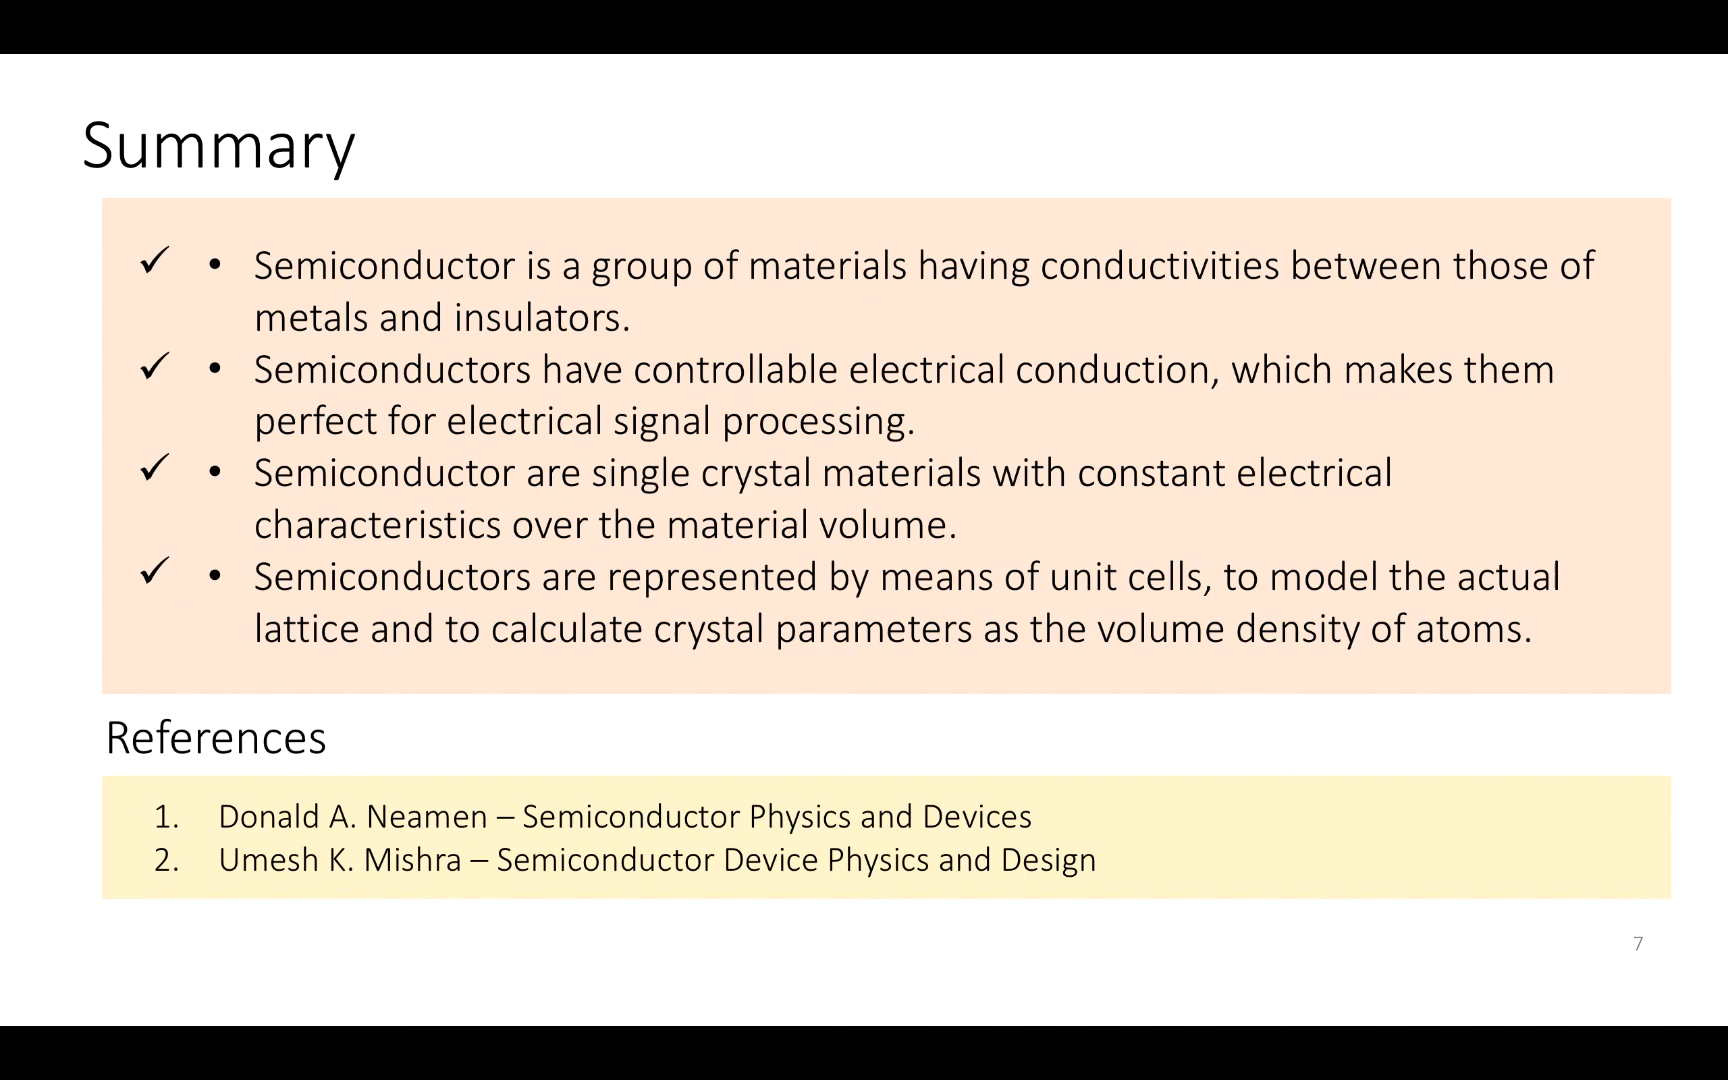 Summary
✓ • Semiconductor is a group of materials having conductivities between those of
metals and insulators.
✓ • Semiconductors have controllable electrical conduction, which makes them
perfect for electrical signal processing.
✓ • Semiconductor are single crystal materials with constant electrical
characteristics over the material volume.
✓ • Semiconductors are represented by means of unit cells, to model the actual
lattice and to calculate crystal parameters as the volume density of atoms.
References
1. Donald A. Neamen – Semiconductor Physics and Devices
2. Umesh K. Mishra – Semiconductor Device Physics and Design
7